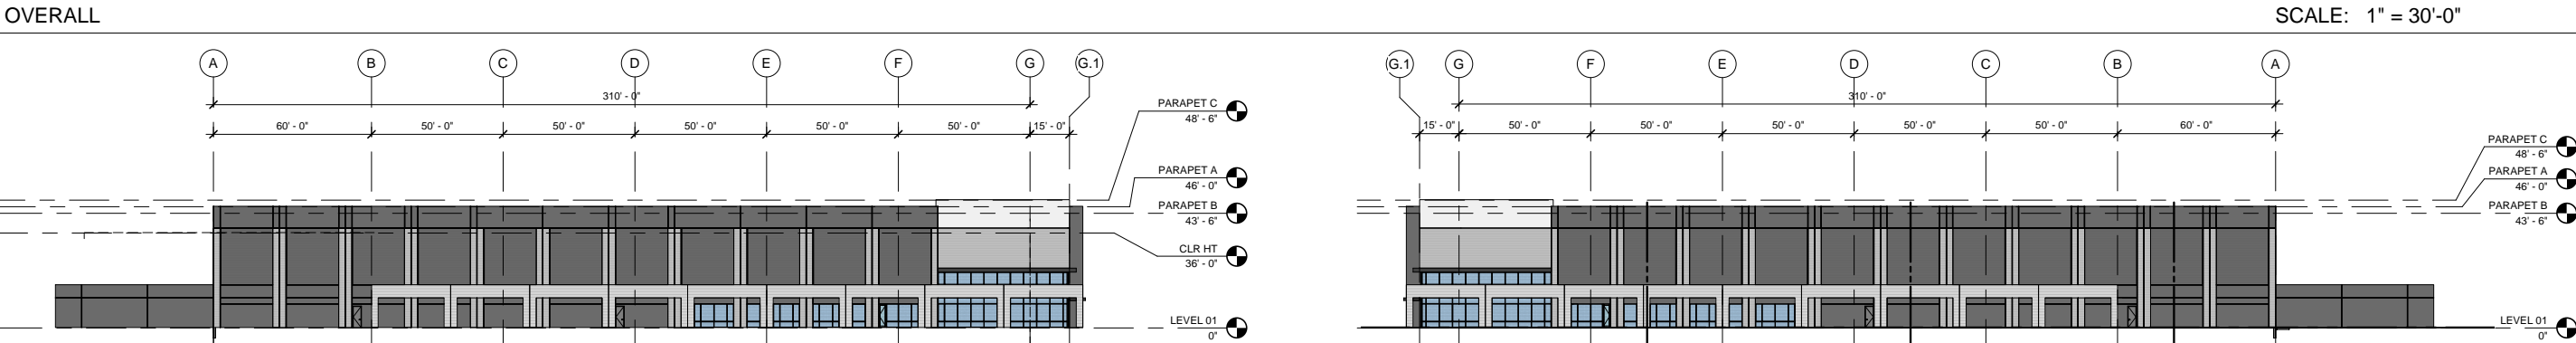 OVERALL
SCALE: 1" = 30'-0"
A B C D E F G G.1
310' - 0"
60' - 0" 50' - 0" 50' - 0" 50' - 0" 50' - 0" 50' - 0" 15' - 0"
PARAPET C
48' - 6"
PARAPET A
46' - 0"
PARAPET B
43' - 6"
CLR HT
36' - 0"
LEVEL 01
0"
G.1 G F E D C B A
310' - 0"
15' - 0" 50' - 0" 50' - 0" 50' - 0" 50' - 0" 50' - 0" 60' - 0"
PARAPET C
48' - 6"
PARAPET A
46' - 0"
PARAPET B
43' - 6"
LEVEL 01
0"